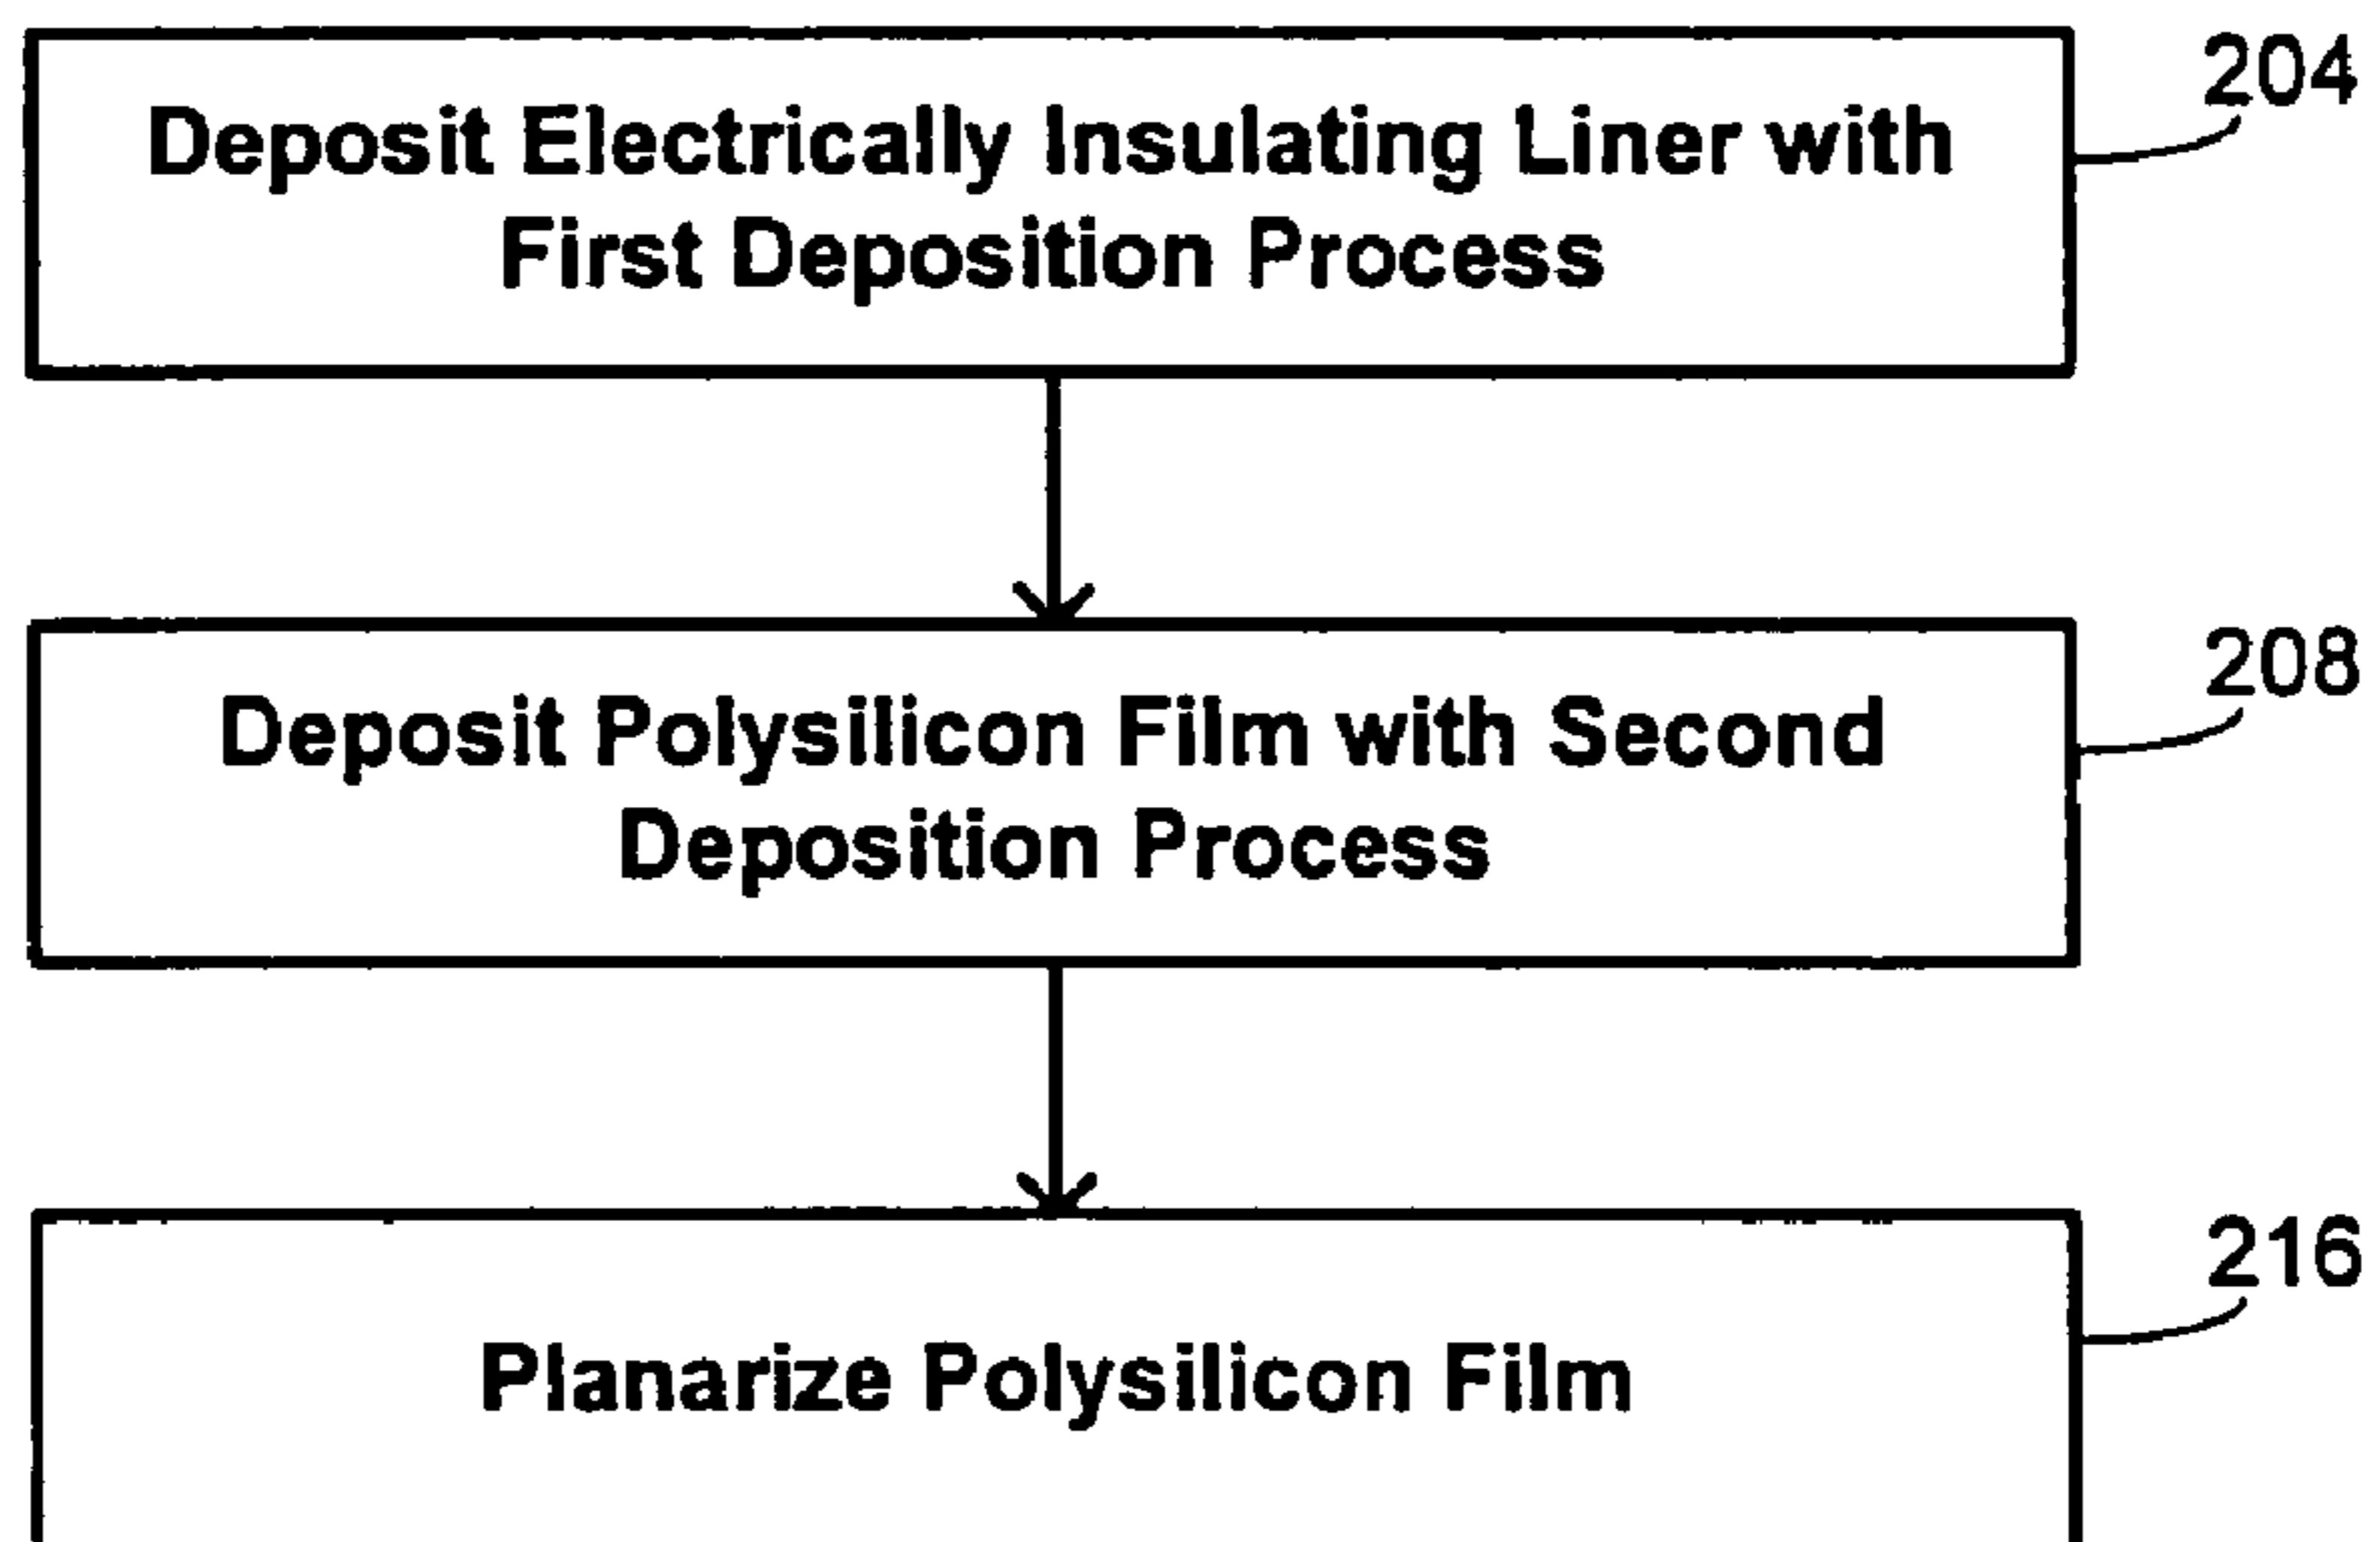 204
Deposit Electrically Insulating Liner with
First Deposition Process
208
Deposit Polysilicon Film with Second
Deposition Process
216
Planarize Polysilicon Film